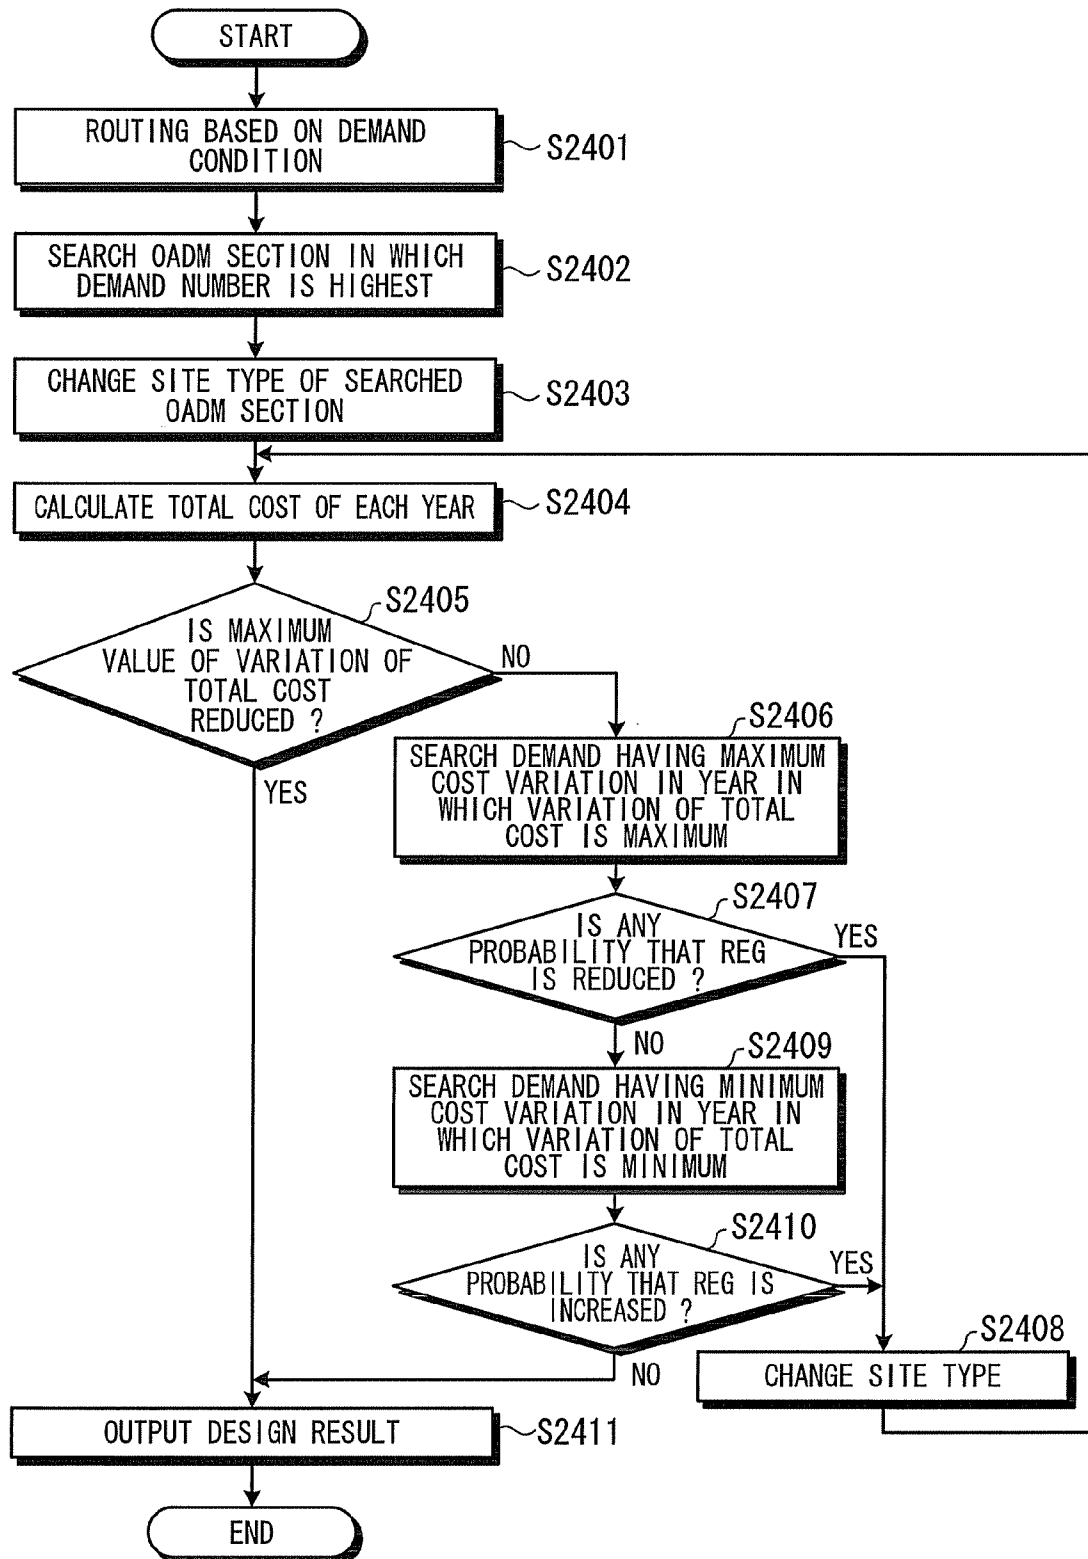 START
ROUTING BASED ON DEMAND
CONDITION
S2401
SEARCH OADM SECTION IN WHICH
DEMAND NUMBER IS HIGHEST
S2402
CHANGE SITE TYPE OF SEARCHED
OADM SECTION
S2403
CALCULATE TOTAL COST OF EACH YEAR
S2404
S2405
IS MAXIMUM
VALUE OF VARIATION OF
TOTAL COST
REDUCED ?
NO
YES
S2406
SEARCH DEMAND HAVING MAXIMUM
COST VARIATION IN YEAR IN
WHICH VARIATION OF TOTAL
COST IS MAXIMUM
S2407
IS ANY
PROBABILITY THAT REG
IS REDUCED ?
YES
NO
S2409
SEARCH DEMAND HAVING MINIMUM
COST VARIATION IN YEAR IN
WHICH VARIATION OF TOTAL
COST IS MINIMUM
S2410
IS ANY
PROBABILITY THAT REG IS
INCREASED ?
YES
NO
S2408
CHANGE SITE TYPE
OUTPUT DESIGN RESULT
S2411
END